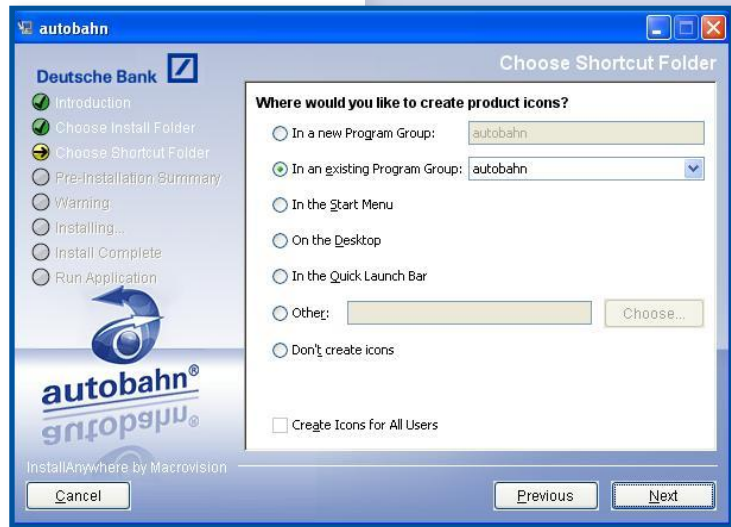 autobahn
Choose Shortcut Folder
Deutsche Bank
Introduction
Choose Install Folder
Choose Shortcut Folder
Pre-Installation Summary
Warning
Installing...
Install Complete
Run Application
autobahn®
Where would you like to create product icons?
In a new Program Group: autobahn
In an existing Program Group: autobahn
In the Start Menu
On the Desktop
In the Quick Launch Bar
Other: Choose...
Don't create icons
Create Icons for All Users
InstallAnywhere by Macrovision
Cancel Previous Next